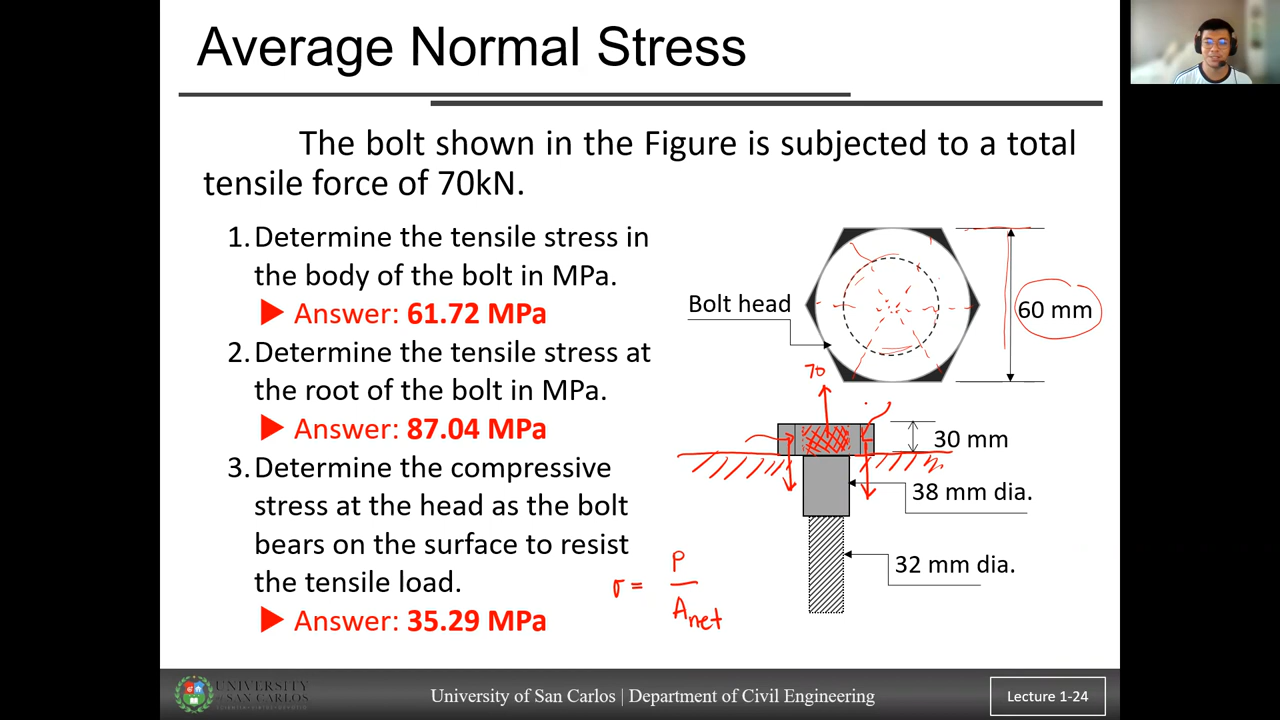 Average Normal Stress
The bolt shown in the Figure is subjected to a total
tensile force of 70kN.
1. Determine the tensile stress in
the body of the bolt in MPa.
▶ Answer: 61.72 MPa
2. Determine the tensile stress at
the root of the bolt in MPa.
▶ Answer: 87.04 MPa
3. Determine the compressive
stress at the head as the bolt
bears on the surface to resist
the tensile load.
▶ Answer: 35.29 MPa
Bolt head
60 mm
70
30 mm
38 mm dia.
32 mm dia.
σ = P / Anet
UNIVERSITY
OF SAN CARLOS
University of San Carlos | Department of Civil Engineering
Lecture 1-24